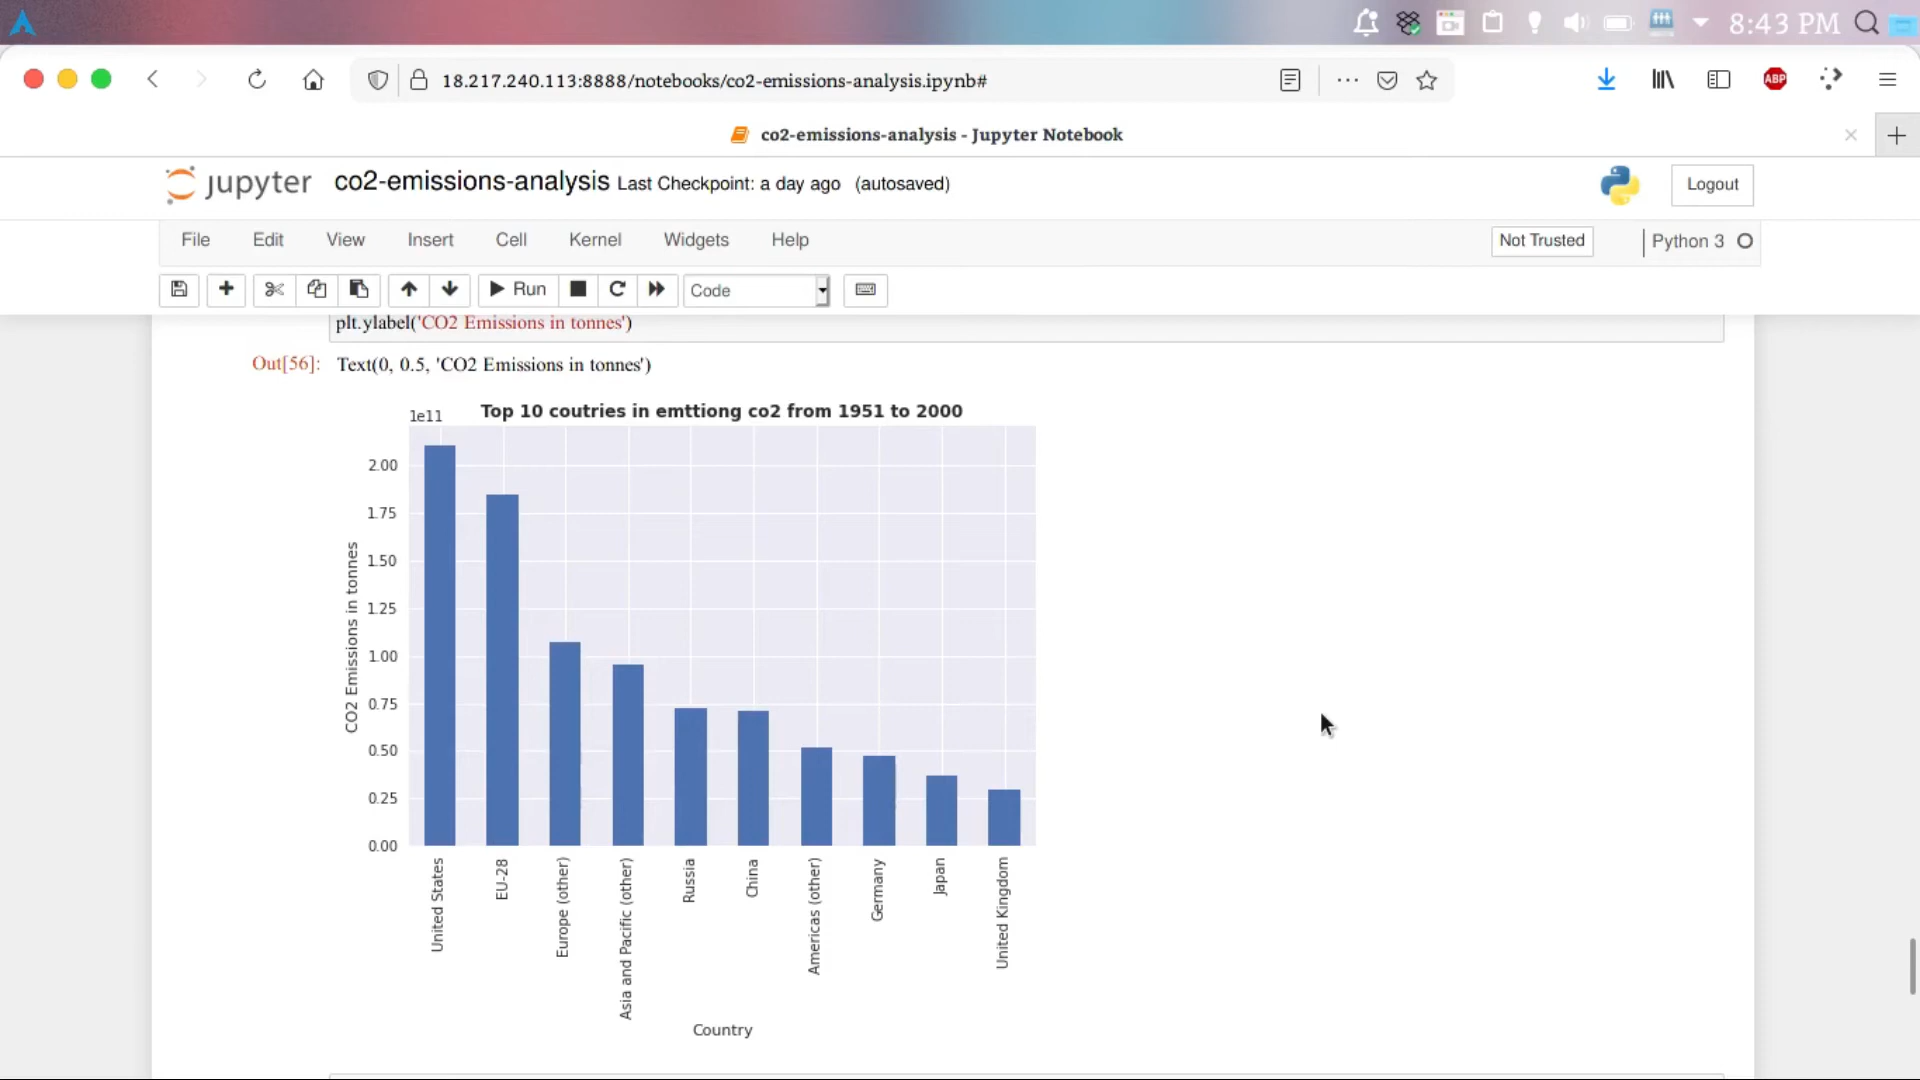 8:43 PM
18.217.240.113:8888/notebooks/co2-emissions-analysis.ipynb#
ABP
co2-emissions-analysis - Jupyter Notebook
jupyter co2-emissions-analysis Last Checkpoint: a day ago (autosaved)
Logout
File Edit View Insert Cell Kernel Widgets Help
Not Trusted
Python 3
Run
Code
plt.ylabel('CO2 Emissions in tonnes')
Out[56]: Text(0, 0.5, 'CO2 Emissions in tonnes')
1e11
Top 10 coutries in emttiong co2 from 1951 to 2000
2.00
1.75
1.50
1.25
1.00
0.75
0.50
0.25
0.00
CO2 Emissions in tonnes
United States
EU-28
Europe (other)
Asia and Pacific (other)
Russia
China
Americas (other)
Germany
Japan
United Kingdom
Country